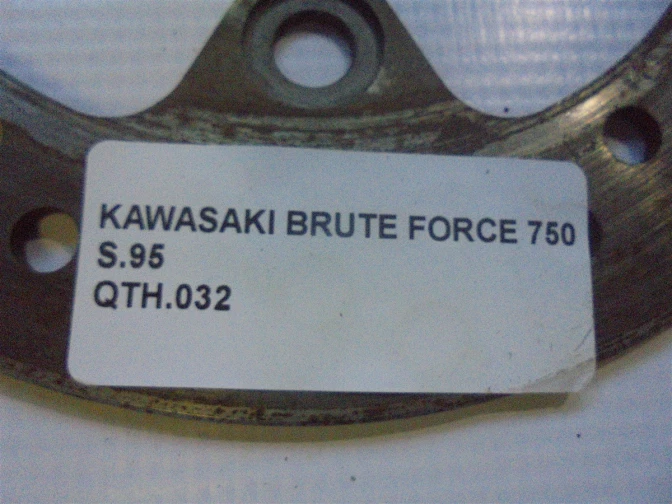 KAWASAKI BRUTE FORCE 750
S.95
QTH.032